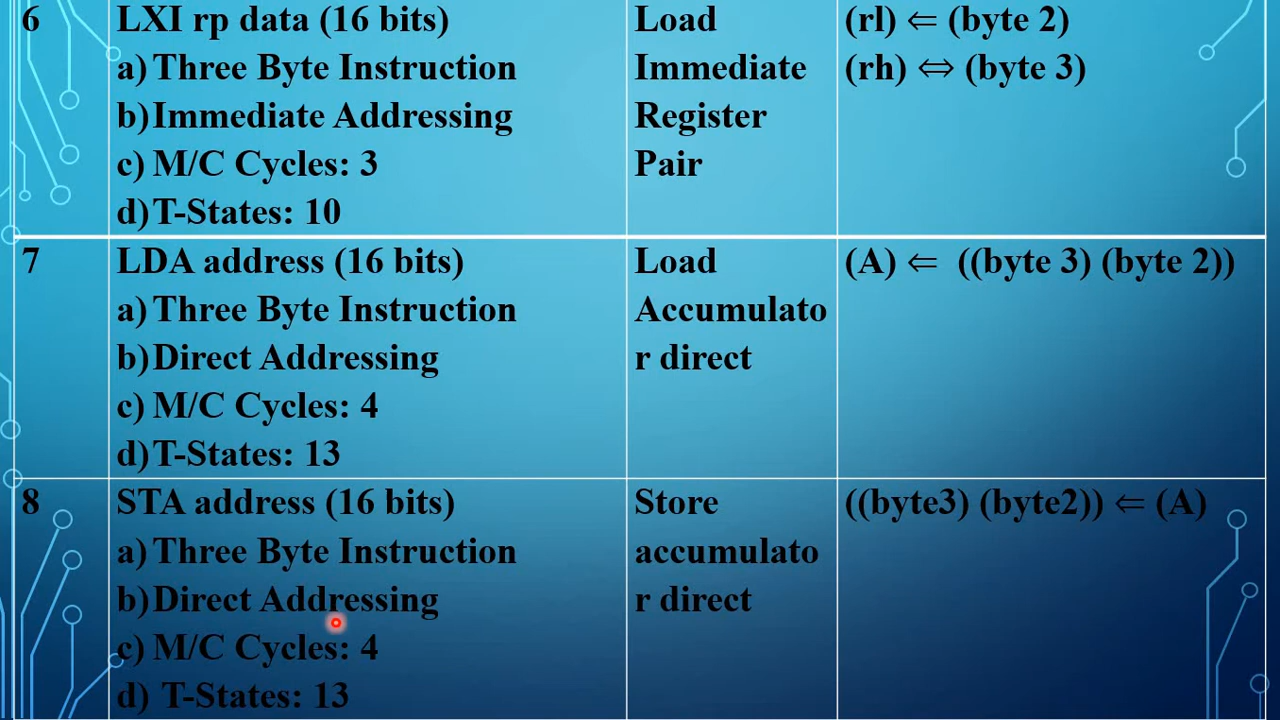 6
LXI rp data (16 bits)
a) Three Byte Instruction
b) Immediate Addressing
c) M/C Cycles: 3
d) T-States: 10
Load
Immediate
Register
Pair
(rl) ⇐ (byte 2)
(rh) ⇔ (byte 3)
7
LDA address (16 bits)
a) Three Byte Instruction
b) Direct Addressing
c) M/C Cycles: 4
d) T-States: 13
Load
Accumulato
r direct
(A) ⇐ ((byte 3) (byte 2))
8
STA address (16 bits)
a) Three Byte Instruction
b) Direct Addressing
c) M/C Cycles: 4
d) T-States: 13
Store
accumulato
r direct
((byte3) (byte2)) ⇐ (A)